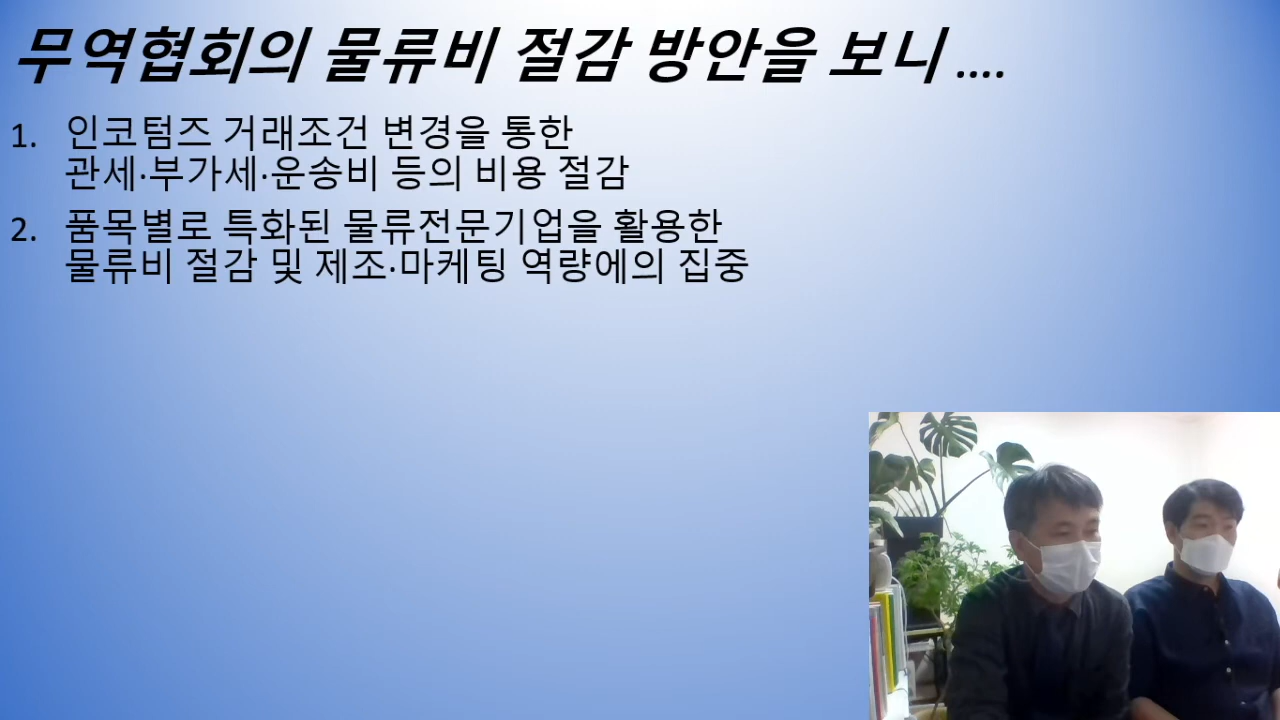 무역협회의 물류비 절감 방안을 보니 ....
1. 인코텀즈 거래조건 변경을 통한
관세·부가세·운송비 등의 비용 절감
2. 품목별로 특화된 물류전문기업을 활용한
물류비 절감 및 제조·마케팅 역량에의 집중